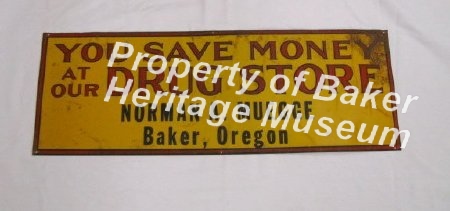 YOU SAVE MONEY
AT OUR DRUG STORE
NORMAN
Baker, Oregon
Property of Baker
Heritage Museum